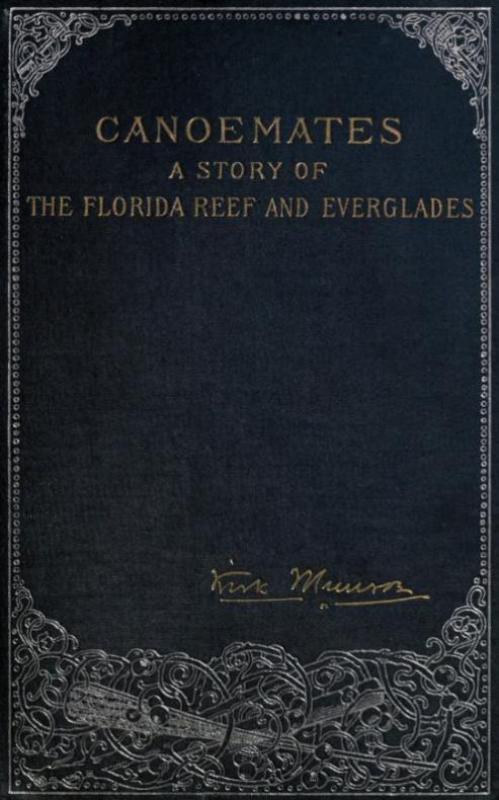 CANOEMATES
A STORY OF
THE FLORIDA REEF AND EVERGLADES
Kirk Munroe